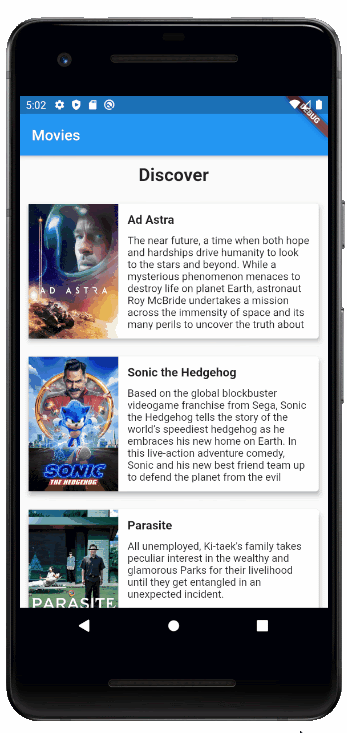 5:02
DEBUG
Movies
Discover
AD ASTRA
Ad Astra
The near future, a time when both hope
and hardships drive humanity to look
to the stars and beyond. While a
mysterious phenomenon menaces to
destroy life on planet Earth, astronaut
Roy McBride undertakes a mission
across the immensity of space and its
many perils to uncover the truth about
SONIC
THE HEDGEHOG
Sonic the Hedgehog
Based on the global blockbuster
videogame franchise from Sega, Sonic
the Hedgehog tells the story of the
world's speediest hedgehog as he
embraces his new home on Earth. In
this live-action adventure comedy,
Sonic and his new best friend team up
to defend the planet from the evil
PARASITE
Parasite
All unemployed, Ki-taek's family takes
peculiar interest in the wealthy and
glamorous Parks for their livelihood
until they get entangled in an
unexpected incident.